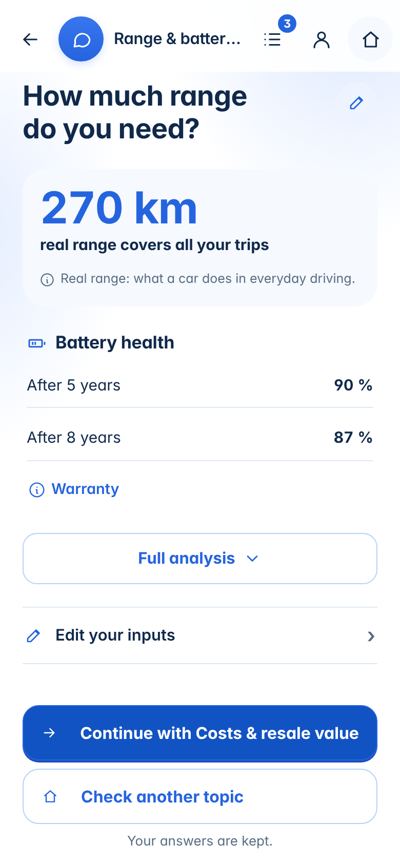 3
Range & batter...
How much range
do you need?
270 km
real range covers all your trips
Real range: what a car does in everyday driving.
Battery health
After 5 years 90 %
After 8 years 87 %
Warranty
Full analysis
Edit your inputs
Continue with Costs & resale value
Check another topic
Your answers are kept.